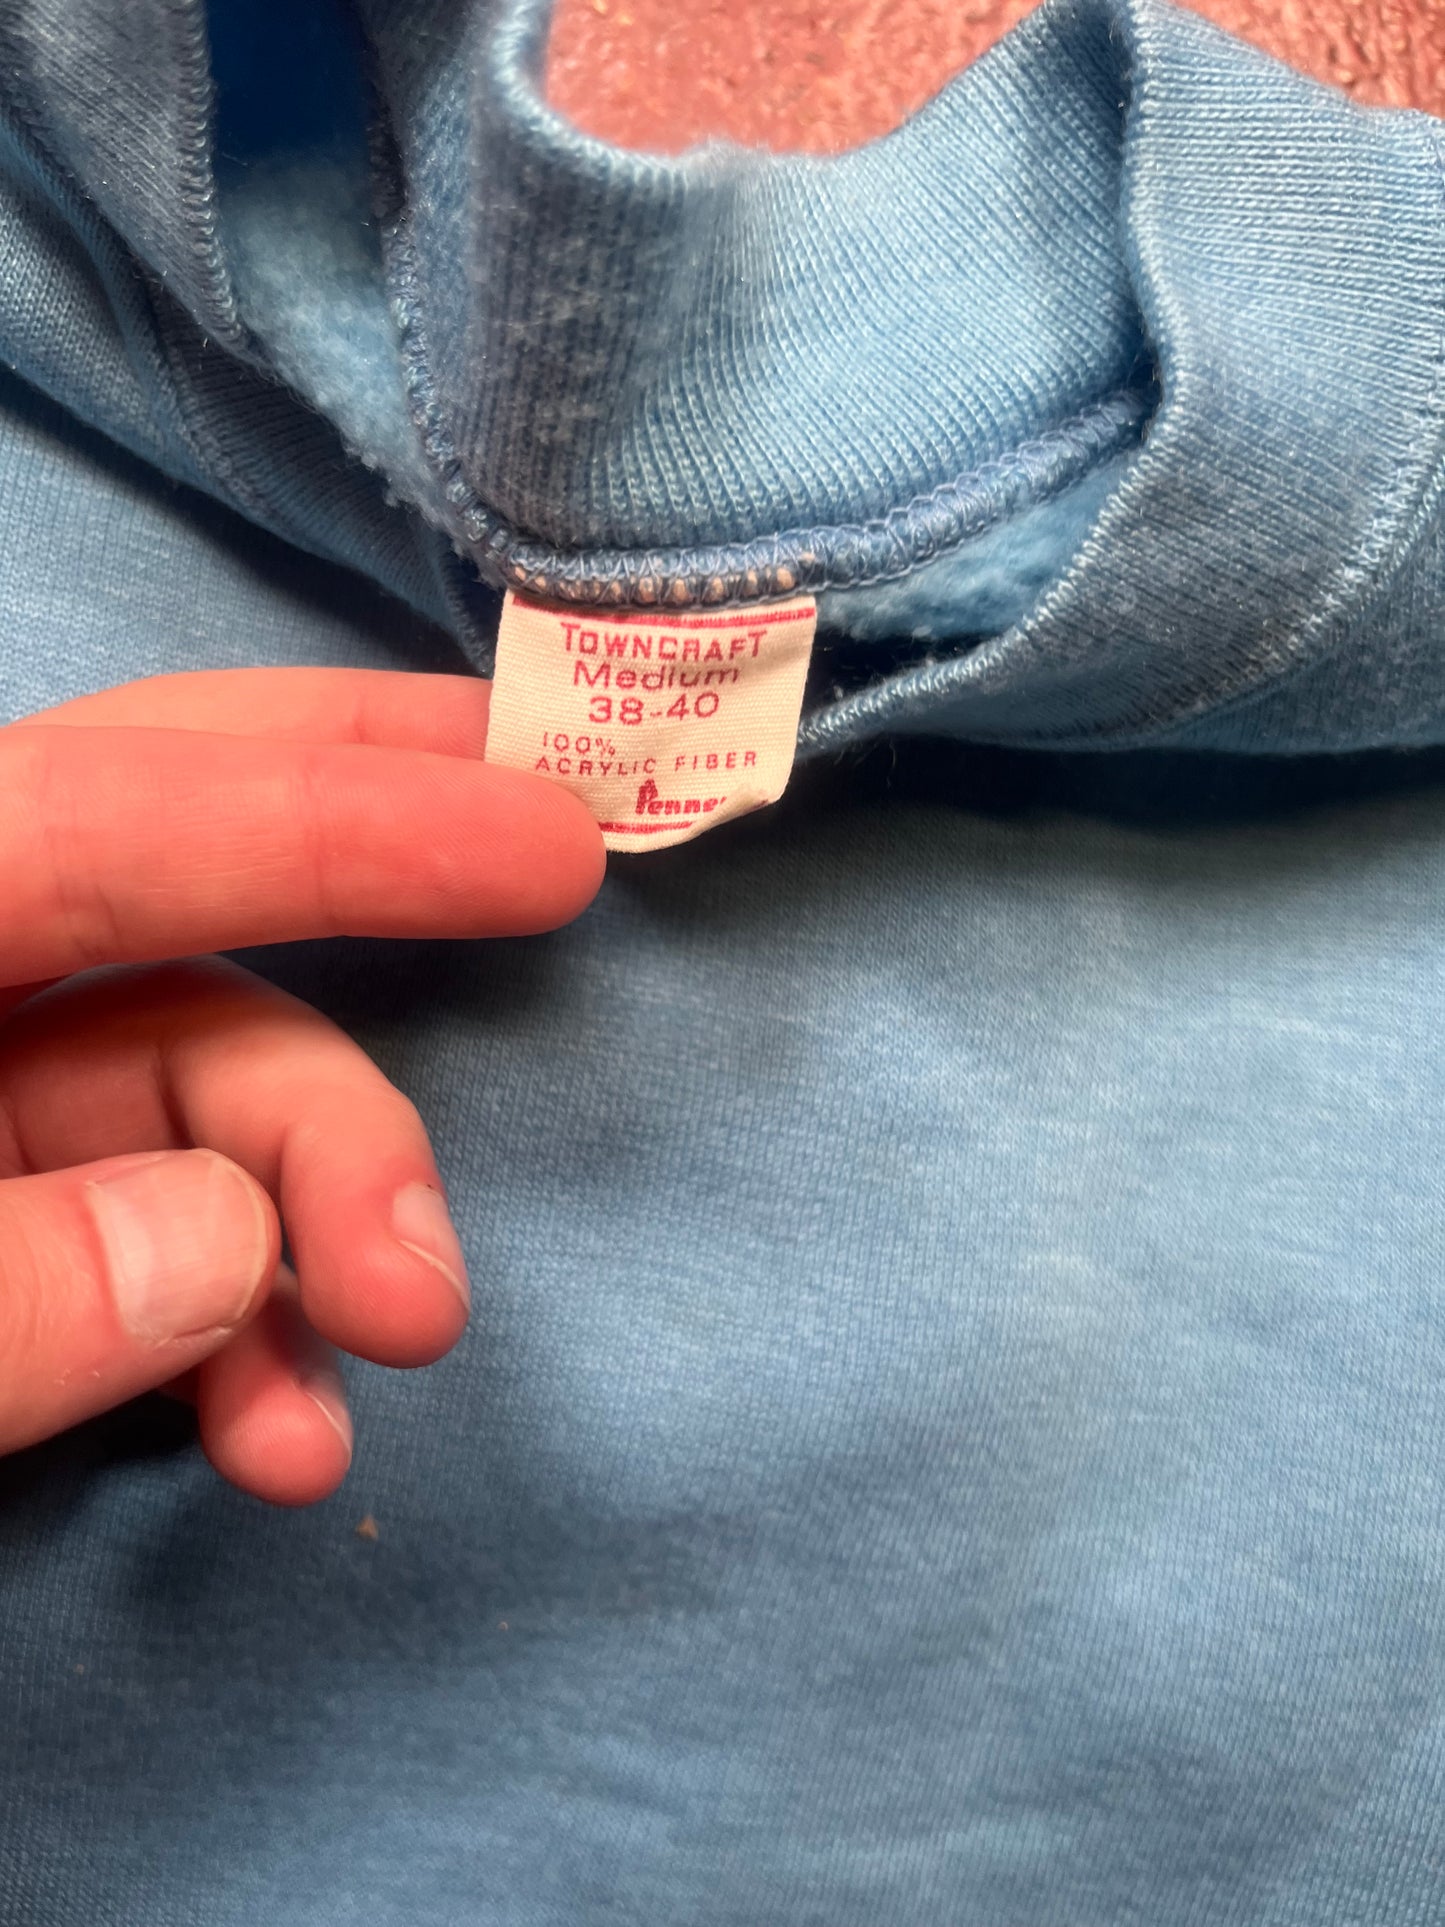 TOWNCRAFT
Medium
38-40
100%
ACRYLIC FIBER